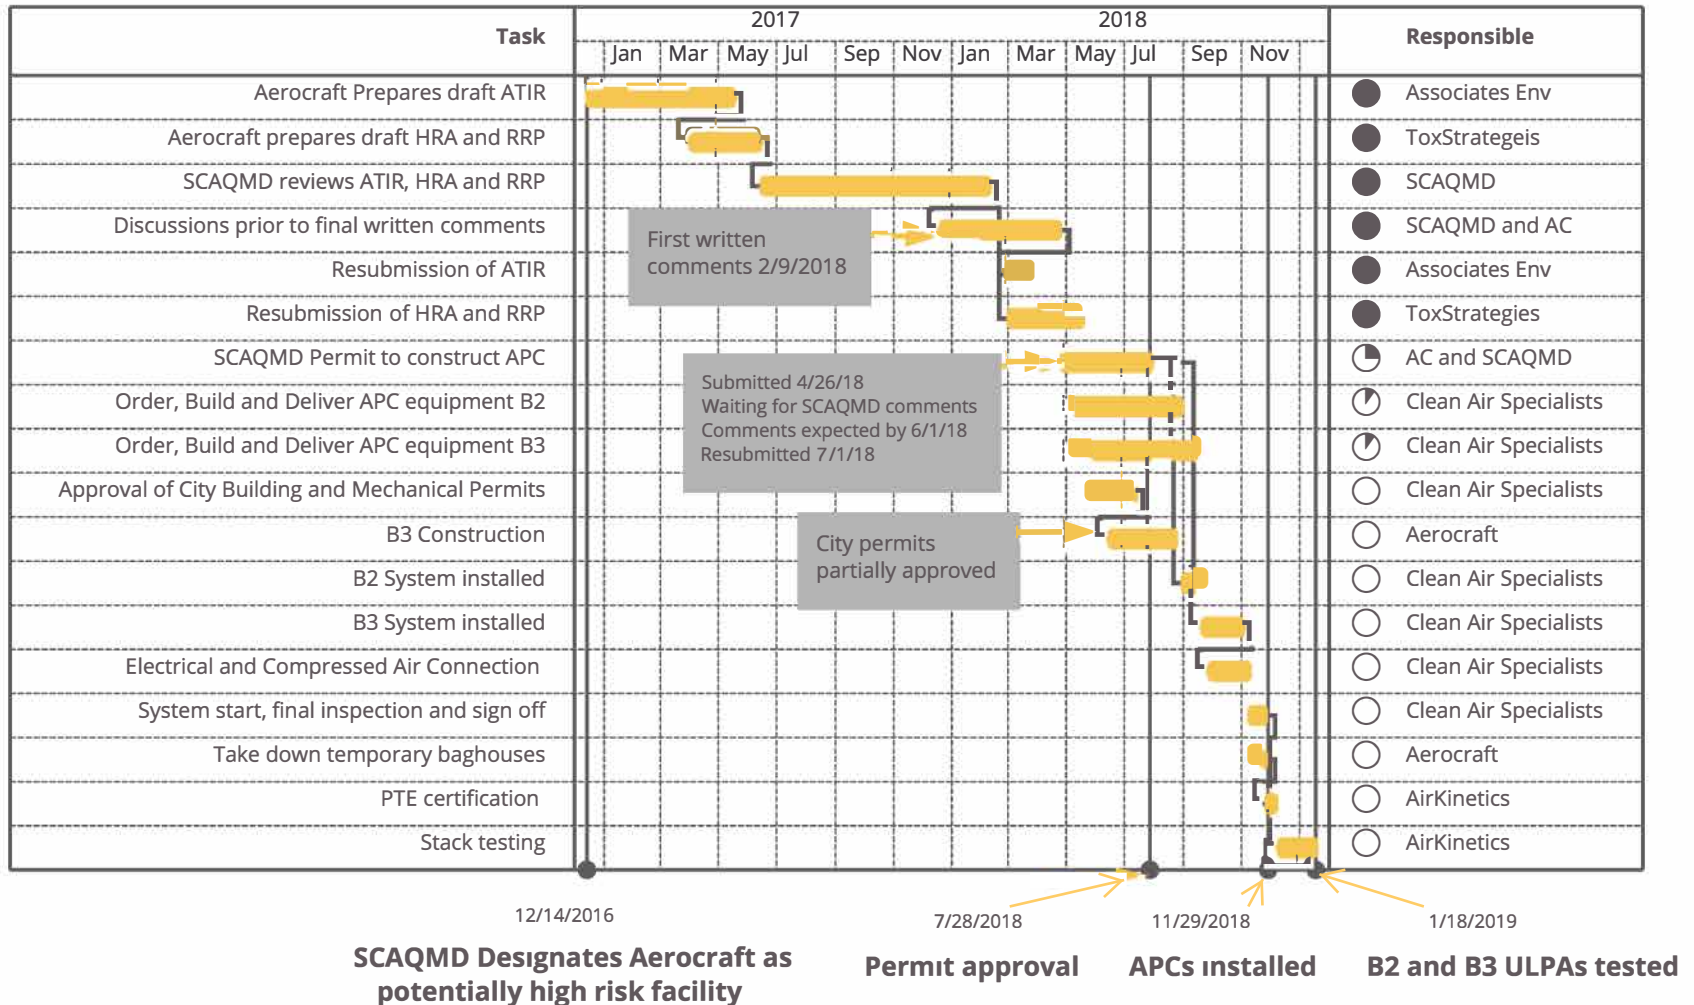 2017 2018
Task Responsible
Jan Mar May Jul Sep Nov Jan Mar May Jul Sep Nov
Aerocraft Prepares draft ATIR Associates Env
Aerocraft prepares draft HRA and RRP ToxStrategeis
SCAQMD reviews ATIR, HRA and RRP SCAQMD
Discussions prior to final written comments SCAQMD and AC
First written
comments 2/9/2018
Resubmission of ATIR Associates Env
Resubmission of HRA and RRP ToxStrategies
SCAQMD Permit to construct APC AC and SCAQMD
Submitted 4/26/18
Waiting for SCAQMD comments
Comments expected by 6/1/18
Resubmitted 7/1/18
Order, Build and Deliver APC equipment B2 Clean Air Specialists
Order, Build and Deliver APC equipment B3 Clean Air Specialists
Approval of City Building and Mechanical Permits Clean Air Specialists
B3 Construction Aerocraft
City permits
partially approved
B2 System installed Clean Air Specialists
B3 System installed Clean Air Specialists
Electrical and Compressed Air Connection Clean Air Specialists
System start, final inspection and sign off Clean Air Specialists
Take down temporary baghouses Aerocraft
PTE certification AirKinetics
Stack testing AirKinetics
12/14/2016 7/28/2018 11/29/2018 1/18/2019
SCAQMD Designates Aerocraft as
potentially high risk facility
Permit approval APCs installed B2 and B3 ULPAs tested